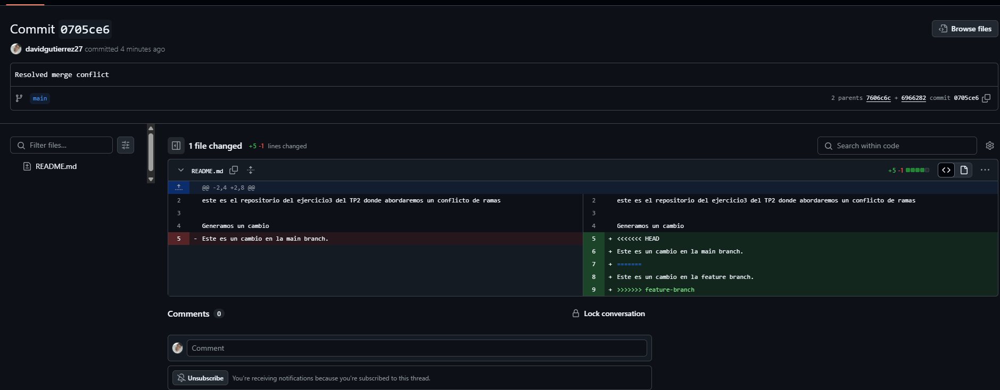 Commit 0705ce6
Browse files
davidgutierrez27 committed 4 minutes ago
Resolved merge conflict
main
2 parents 7606c6c + 6966282 commit 0705ce6
Filter files...
README.md
1 file changed +5 -1 lines changed
Search within code
README.md
+5 -1
@@ -2,4 +2,8 @@
2 este es el repositorio del ejercicio3 del TP2 donde abordaremos un conflicto de ramas
3
4 Generamos un cambio
5 - Este es un cambio en la main branch.
2 este es el repositorio del ejercicio3 del TP2 donde abordaremos un conflicto de ramas
3
4 Generamos un cambio
5 + <<<<<<< HEAD
6 + Este es un cambio en la main branch.
7 + =======
8 + Este es un cambio en la feature branch.
9 + >>>>>>> feature-branch
Comments 0
Lock conversation
Comment
Unsubscribe You're receiving notifications because you're subscribed to this thread.